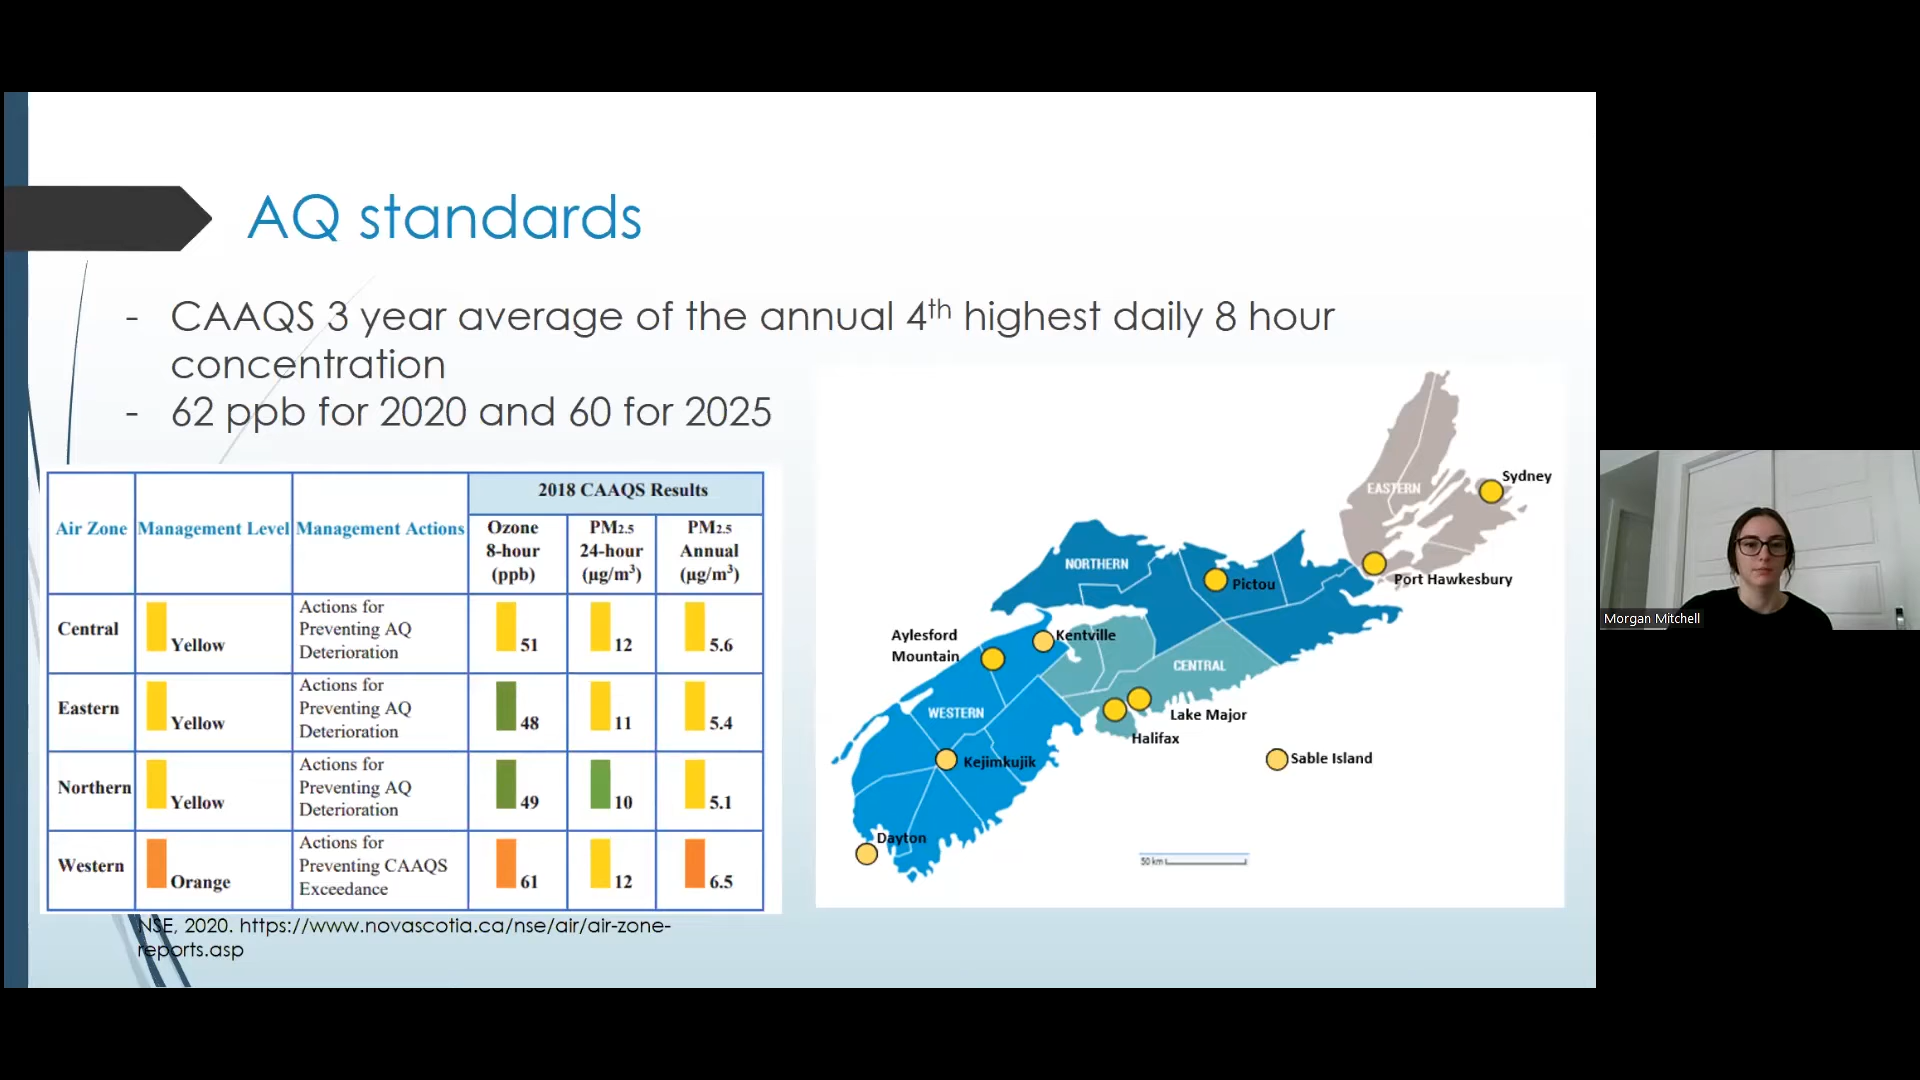 AQ standards
- CAAQS 3 year average of the annual 4th highest daily 8 hour
concentration
- 62 ppb for 2020 and 60 for 2025
2018 CAAQS Results
Air Zone Management Level Management Actions
Ozone
8-hour
(ppb)
PM2.5
24-hour
(µg/m³)
PM2.5
Annual
(µg/m³)
Central
Yellow
Actions for
Preventing AQ
Deterioration
51
12
5.6
Eastern
Yellow
Actions for
Preventing AQ
Deterioration
48
11
5.4
Northern
Yellow
Actions for
Preventing AQ
Deterioration
49
10
5.1
Western
Orange
Actions for
Preventing CAAQS
Exceedance
61
12
6.5
NSE, 2020. https://www.novascotia.ca/nse/air/air-zone-
reports.asp
Sydney
EASTERN
NORTHERN
Pictou
Port Hawkesbury
Aylesford
Mountain
Kentville
CENTRAL
WESTERN
Lake Major
Halifax
Kejimkujik
Sable Island
Dayton
50 km
Morgan Mitchell